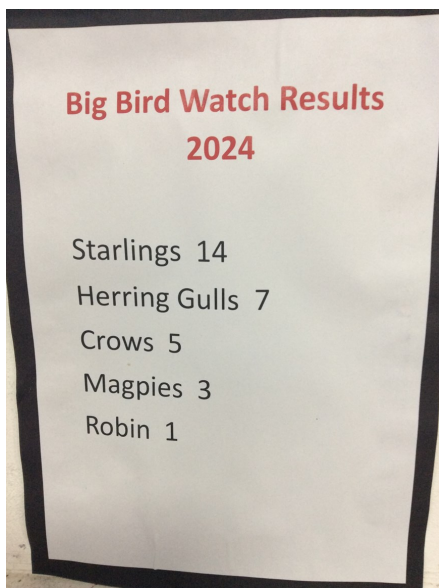 Big Bird Watch Results
2024
Starlings 14
Herring Gulls 7
Crows 5
Magpies 3
Robin 1